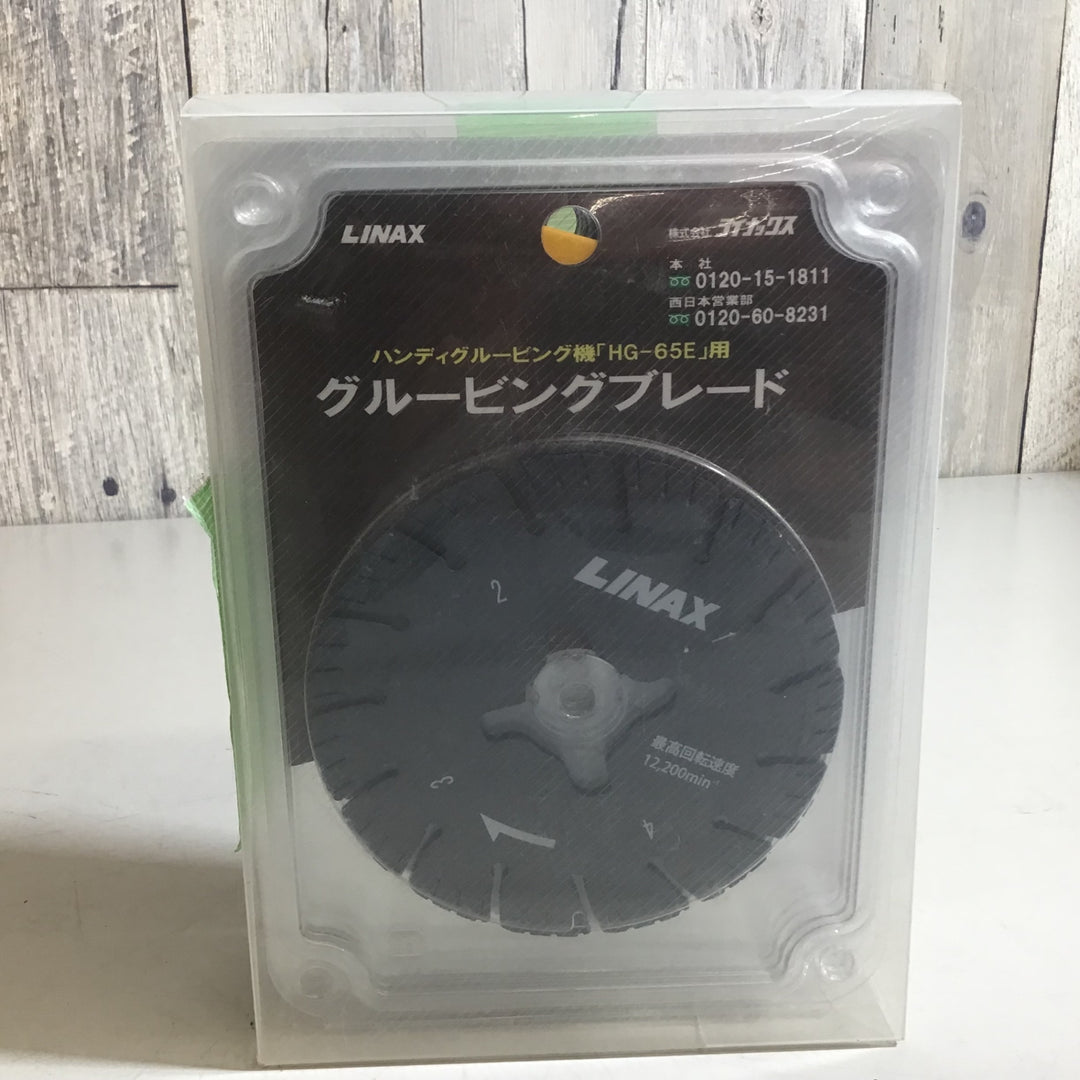 LINAX
株式会社 ライナックス
本社
0120-15-1811
西日本営業部
0120-60-8231
ハンディグルービング機「HG-65E」用
グルービングブレード
LINAX
2
最高回転速度
12,200min⁻¹
3
4